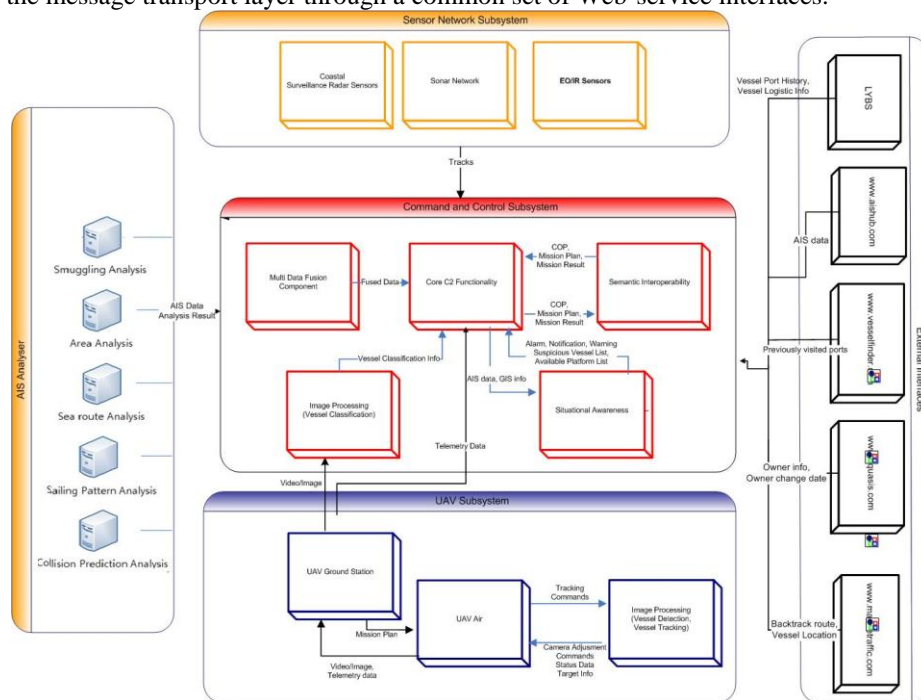 the message transport layer through a common set of Web-service interfaces.
Sensor Network Subsystem
Coastal
Surveillance Radar Sensors
Sonar Network
EO/IR Sensors
Tracks
AIS Analyser
Smuggling Analysis
Area Analysis
Sea route Analysis
Sailing Pattern Analysis
Collision Prediction Analysis
AIS Data
Analysis Result
Command and Control Subsystem
Multi Data Fusion
Component
Fused Data
Core C2 Functionality
COP,
Mission Plan,
Mission Result
Semantic Interoperability
COP,
Mission Plan,
Mission Result
Alarm, Notification, Warning
Suspicious Vessel List,
Available Platform List
Vessel Classification Info
AIS data, GIS info
Image Processing
(Vessel Classification)
Situational Awareness
Telemetry Data
Video/Image
UAV Subsystem
UAV Ground Station
Mission Plan
UAV Air
Tracking
Commands
Image Processing
(Vessel Detection,
Vessel Tracking)
Camera Adjusment
Commands
Status Data
Target Info
Video/Image,
Telemetry data
External Interfaces
Vessel Port History,
Vessel Logistic Info
LYBS
AIS data
www.aishub.com
Previously visited ports
www.vesselfinder
Owner info,
Owner change date
Backtrack route,
Vessel Location